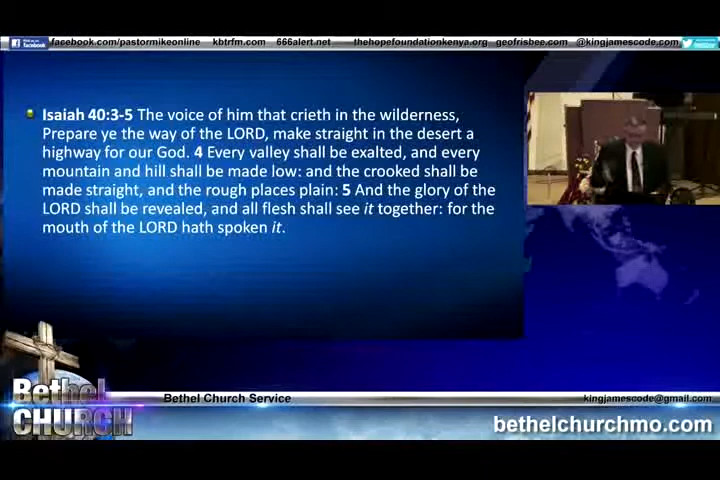 facebook.com/pastormikeonline kbtrfm.com 666alert.net thehopefoundationkenya.org geofrisbee.com @kingjamescode.com
Isaiah 40:3-5 The voice of him that crieth in the wilderness,
Prepare ye the way of the LORD, make straight in the desert a
highway for our God. 4 Every valley shall be exalted, and every
mountain and hill shall be made low: and the crooked shall be
made straight, and the rough places plain: 5 And the glory of the
LORD shall be revealed, and all flesh shall see it together: for the
mouth of the LORD hath spoken it.
Bethel
CHURCH
Bethel Church Service
kingjamescode@gmail.com
bethelchurchmo.com